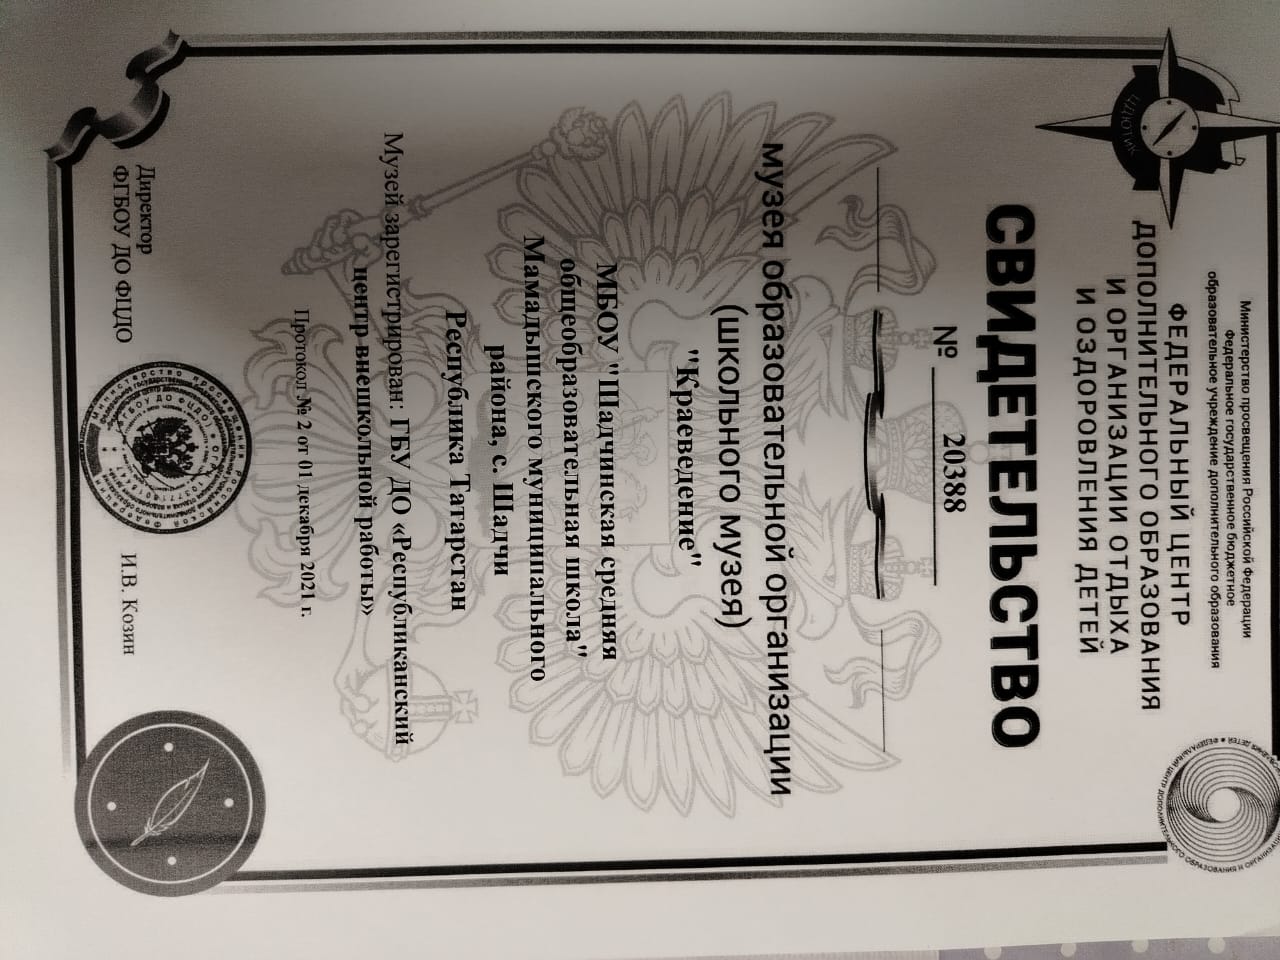 Министерство просвещения Российской Федерации
Федеральное государственное бюджетное
образовательное учреждение дополнительного образования
ФЕДЕРАЛЬНЫЙ ЦЕНТР
ДОПОЛНИТЕЛЬНОГО ОБРАЗОВАНИЯ
И ОРГАНИЗАЦИИ ОТДЫХА
И ОЗДОРОВЛЕНИЯ ДЕТЕЙ
СВИДЕТЕЛЬСТВО
№ 20388
музея образовательной организации
(школьного музея)
"Краеведение"
МБОУ "Шадчинская средняя
общеобразовательная школа"
Мамадышского муниципального
района, с. Шадчи
Республика Татарстан
Музей зарегистрирован: ГБУ ДО «Республиканский
центр внешкольной работы»
Протокол № 2 от 01 декабря 2021 г.
Директор
ФГБОУ ДО ФЦДО
И.В. Козин